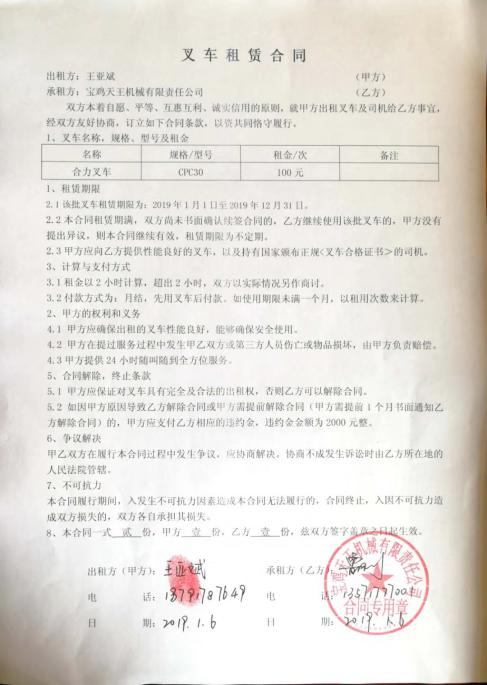 叉车租赁合同
出租方：王亚斌 （甲方）
承租方：宝鸡天王机械有限责任公司 （乙方）
双方本着自愿、平等、互惠互利、诚实信用的原则，就甲方出租叉车及司机给乙方事宜，
经双方友好协商，订立如下合同条款，以资共同恪守履行。
1、叉车名称，规格、型号及租金
名称 规格/型号 租金/次 备注
合力叉车 CPC30 100 元
1、租赁期限
2.1 该批叉车租赁期限为：2019 年 1 月 1 日至 2019 年 12 月 31 日。
2.2 本合同租赁期满，双方尚未书面确认续签合同的，乙方继续使用该批叉车的，甲方没有
提出异议，则本合同继续有效，租赁期限为不定期。
2.3 甲方应向乙方提供性能良好的叉车，以及持有国家颁布正规<叉车合格证书>的司机。
3、计算与支付方式
3.1 租金以 2 小时计算，超出 2 小时，双方以实际情况另作商讨。
3.2 付款方式为：月结，先用叉车后付款。如使用期限未满一个月，以租用次数来计算。
2、甲方的权利和义务
4.1 甲方应确保出租的叉车性能良好，能够确保安全使用。
4.2 甲方在提过服务过程中发生甲乙双方或第三方人员伤亡或物品损坏，由甲方负责赔偿。
4.3 甲方提供 24 小时随叫随到全方位服务。
5、合同解除，终止条款
5.1 甲方应保证对叉车具有完全及合法的出租权，否则乙方可以解除合同。
5.2 如因甲方原因导致乙方解除合同或甲方需提前解除合同（甲方需提前 1 个月书面通知乙
方解除合同）的，甲方应支付乙方相应的违约金，违约金金额为 2000 元整。
6、争议解决
甲乙双方在履行本合同过程中发生争议，应协商解决。协商不成发生诉讼时由乙方所在地的
人民法院管辖。
7、不可抗力
本合同履行期间，入发生不可抗力因素造成本合同无法履行的，合同终止，入因不可抗力造
成双方损失的，双方各自承担其损失。
8、本合同一式 贰 份，甲方 壹 份，乙方 壹 份，兹双方签字盖章之日起生效。
出租方（甲方）：王亚斌 承租方（乙方）：
电 话：13791787649 电 话：
日 期：2019.1.6 日 期：2019.1.6
宝鸡天王机械有限责任公司
合同专用章